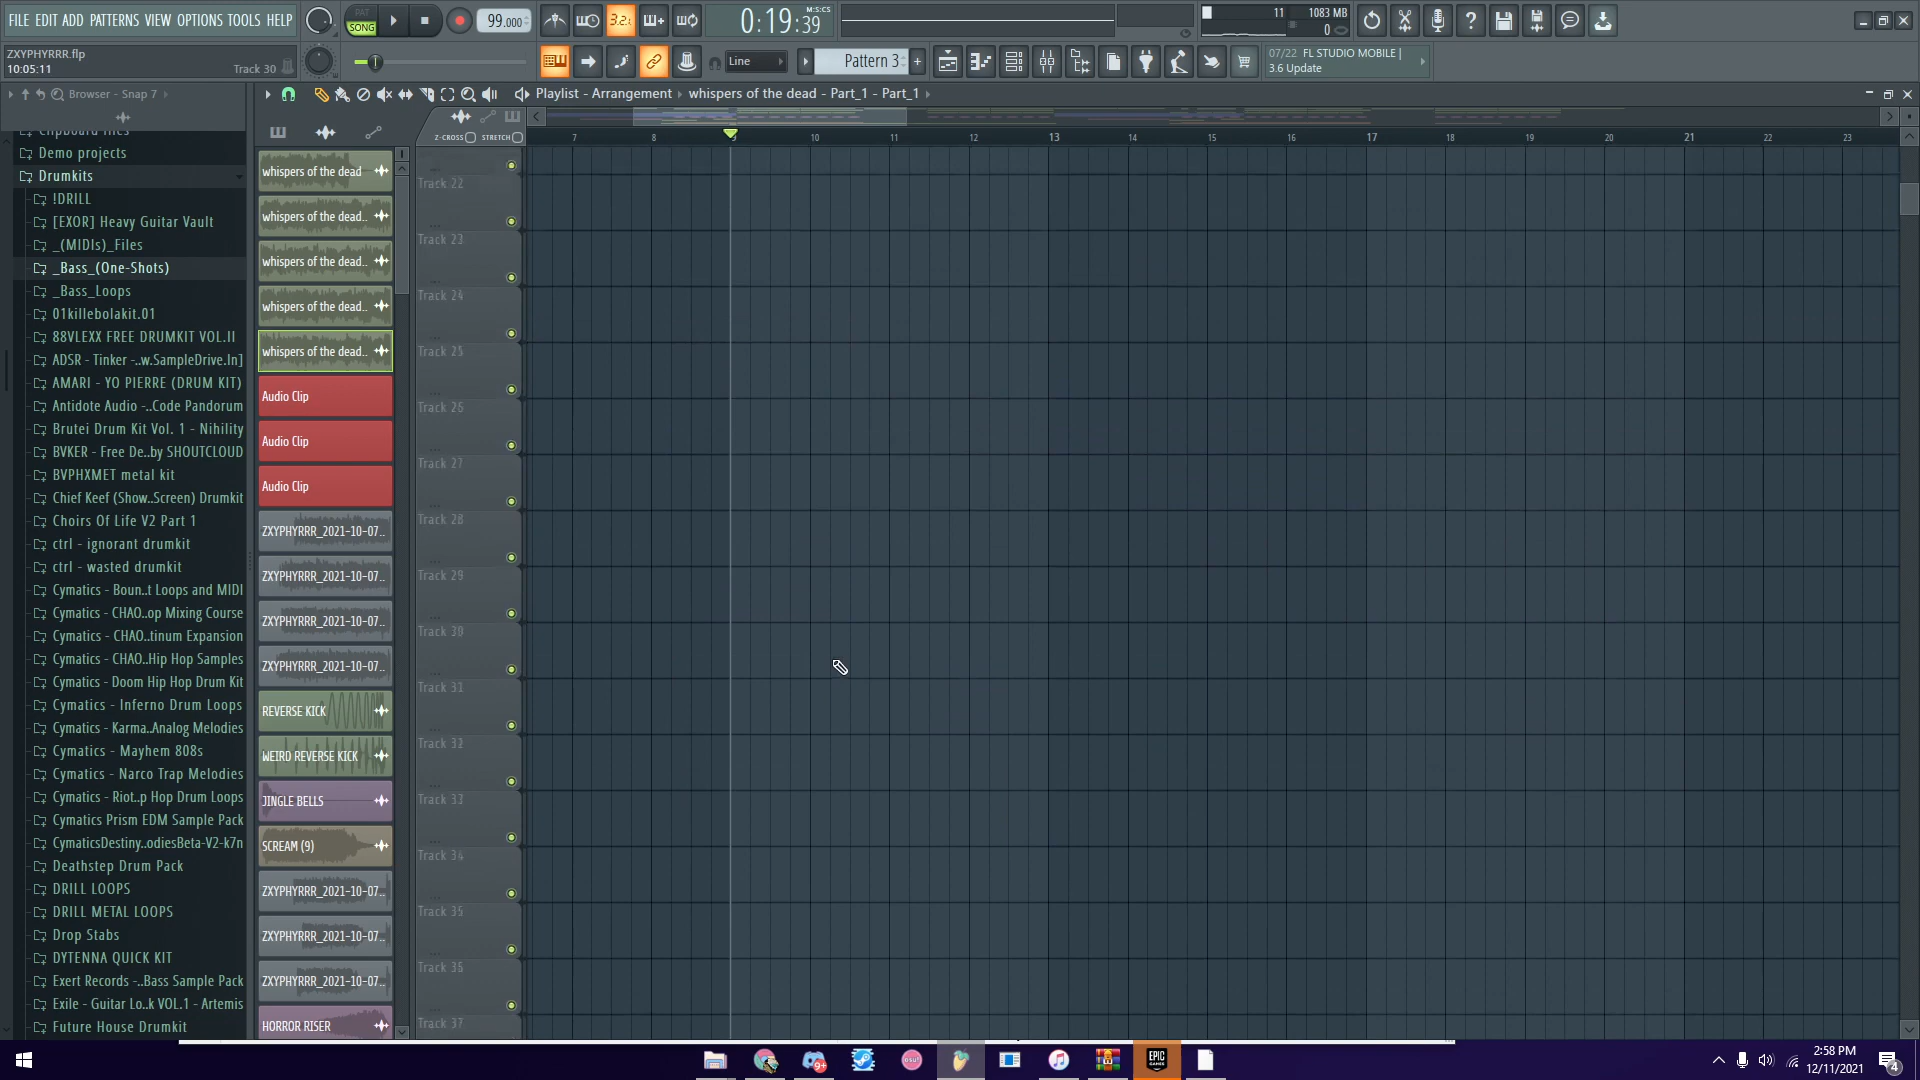 FILE EDIT ADD PATTERNS VIEW OPTIONS TOOLS HELP
PAT
SONG
99.000
3.2.
M:S:CS
0:19:39
11
1083 MB
0
ZXYPHYRRR.flp
10:05:11
Track 30
Line
Pattern 3
07/22 FL STUDIO MOBILE |
3.6 Update
Browser - Snap 7
Playlist - Arrangement
whispers of the dead - Part_1 - Part_1
Z-CROSS
STRETCH
7
8
9
10
11
12
13
14
15
16
17
18
19
20
21
22
23
Clipboard files
Demo projects
Drumkits
!DRILL
[EXOR] Heavy Guitar Vault
_(MIDIs)_Files
_Bass_(One-Shots)
_Bass_Loops
01killebolakit.01
88VLEXX FREE DRUMKIT VOL.II
ADSR - Tinker -..w.SampleDrive.In]
AMARI - YO PIERRE (DRUM KIT)
Antidote Audio -..Code Pandorum
Brutei Drum Kit Vol. 1 - Nihility
BVKER - Free De..by SHOUTCLOUD
BVPHXMET metal kit
Chief Keef (Show..Screen) Drumkit
Choirs Of Life V2 Part 1
ctrl - ignorant drumkit
ctrl - wasted drumkit
Cymatics - Boun..t Loops and MIDI
Cymatics - CHAO..op Mixing Course
Cymatics - CHAO..tinum Expansion
Cymatics - CHAO..Hip Hop Samples
Cymatics - Doom Hip Hop Drum Kit
Cymatics - Inferno Drum Loops
Cymatics - Karma..Analog Melodies
Cymatics - Mayhem 808s
Cymatics - Narco Trap Melodies
Cymatics - Riot..p Hop Drum Loops
Cymatics Prism EDM Sample Pack
CymaticsDestiny..odiesBeta-V2-k7n
Deathstep Drum Pack
DRILL LOOPS
DRILL METAL LOOPS
Drop Stabs
DYTENNA QUICK KIT
Exert Records -..Bass Sample Pack
Exile - Guitar Lo..k VOL.1 - Artemis
Future House Drumkit
whispers of the dead
whispers of the dead..
whispers of the dead..
whispers of the dead..
whispers of the dead..
Audio Clip
Audio Clip
Audio Clip
ZXYPHYRRR_2021-10-07..
ZXYPHYRRR_2021-10-07..
ZXYPHYRRR_2021-10-07..
ZXYPHYRRR_2021-10-07..
REVERSE KICK
WEIRD REVERSE KICK
JINGLE BELLS
SCREAM (9)
ZXYPHYRRR_2021-10-07..
ZXYPHYRRR_2021-10-07..
ZXYPHYRRR_2021-10-07..
HORROR RISER
Track 22
Track 23
Track 24
Track 25
Track 26
Track 27
Track 28
Track 29
Track 30
Track 31
Track 32
Track 33
Track 34
Track 35
Track 36
Track 37
9+
osu!
EPIC
GAMES
2:58 PM
12/11/2021
4